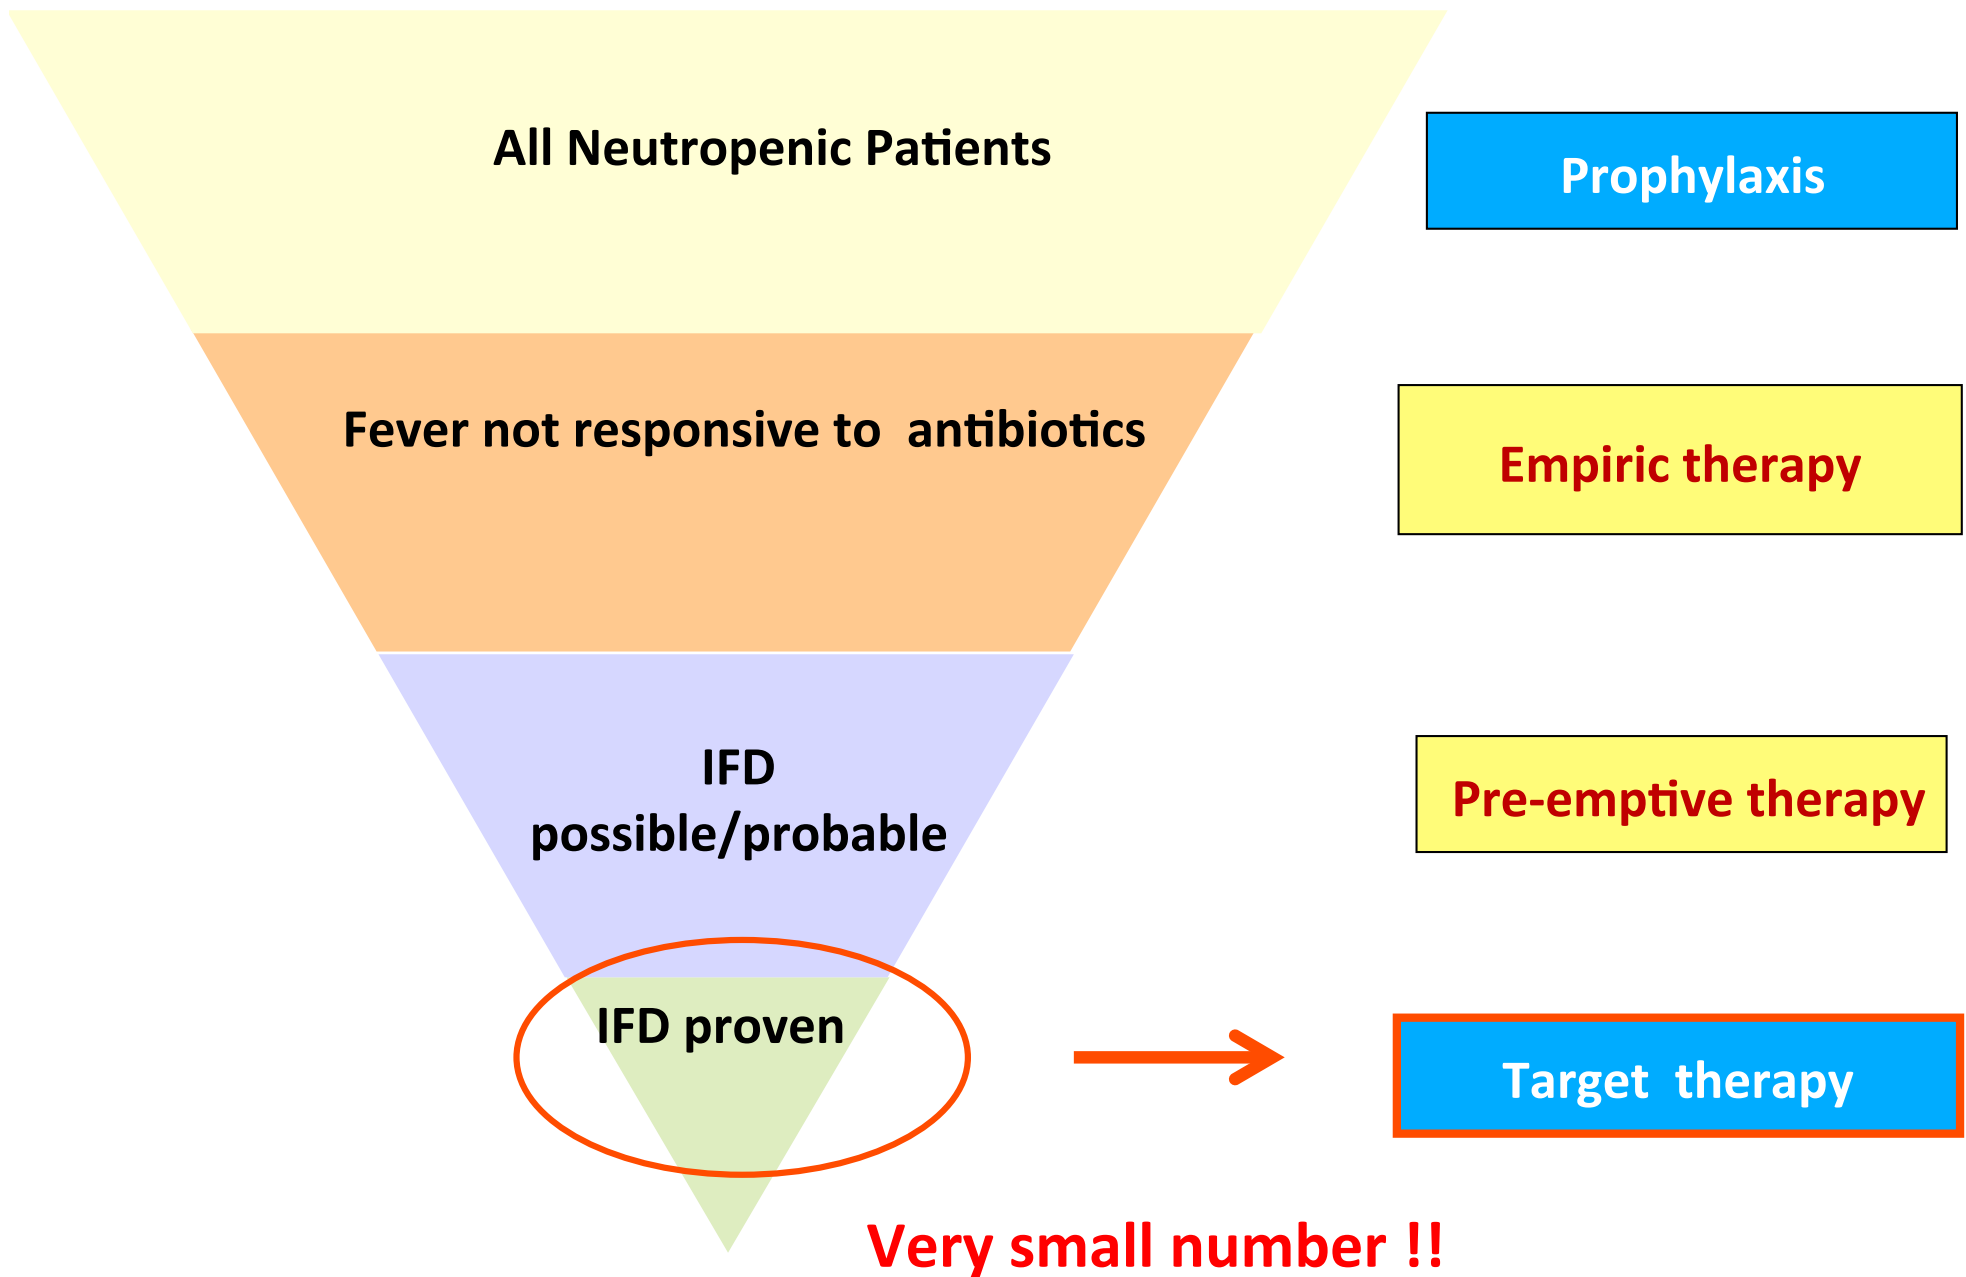 All Neutropenic Patients
Prophylaxis
Fever not responsive to  antibiotics
Empiric therapy
IFD
possible/probable
Pre-emptive therapy
IFD proven
Target  therapy
Very small number !!